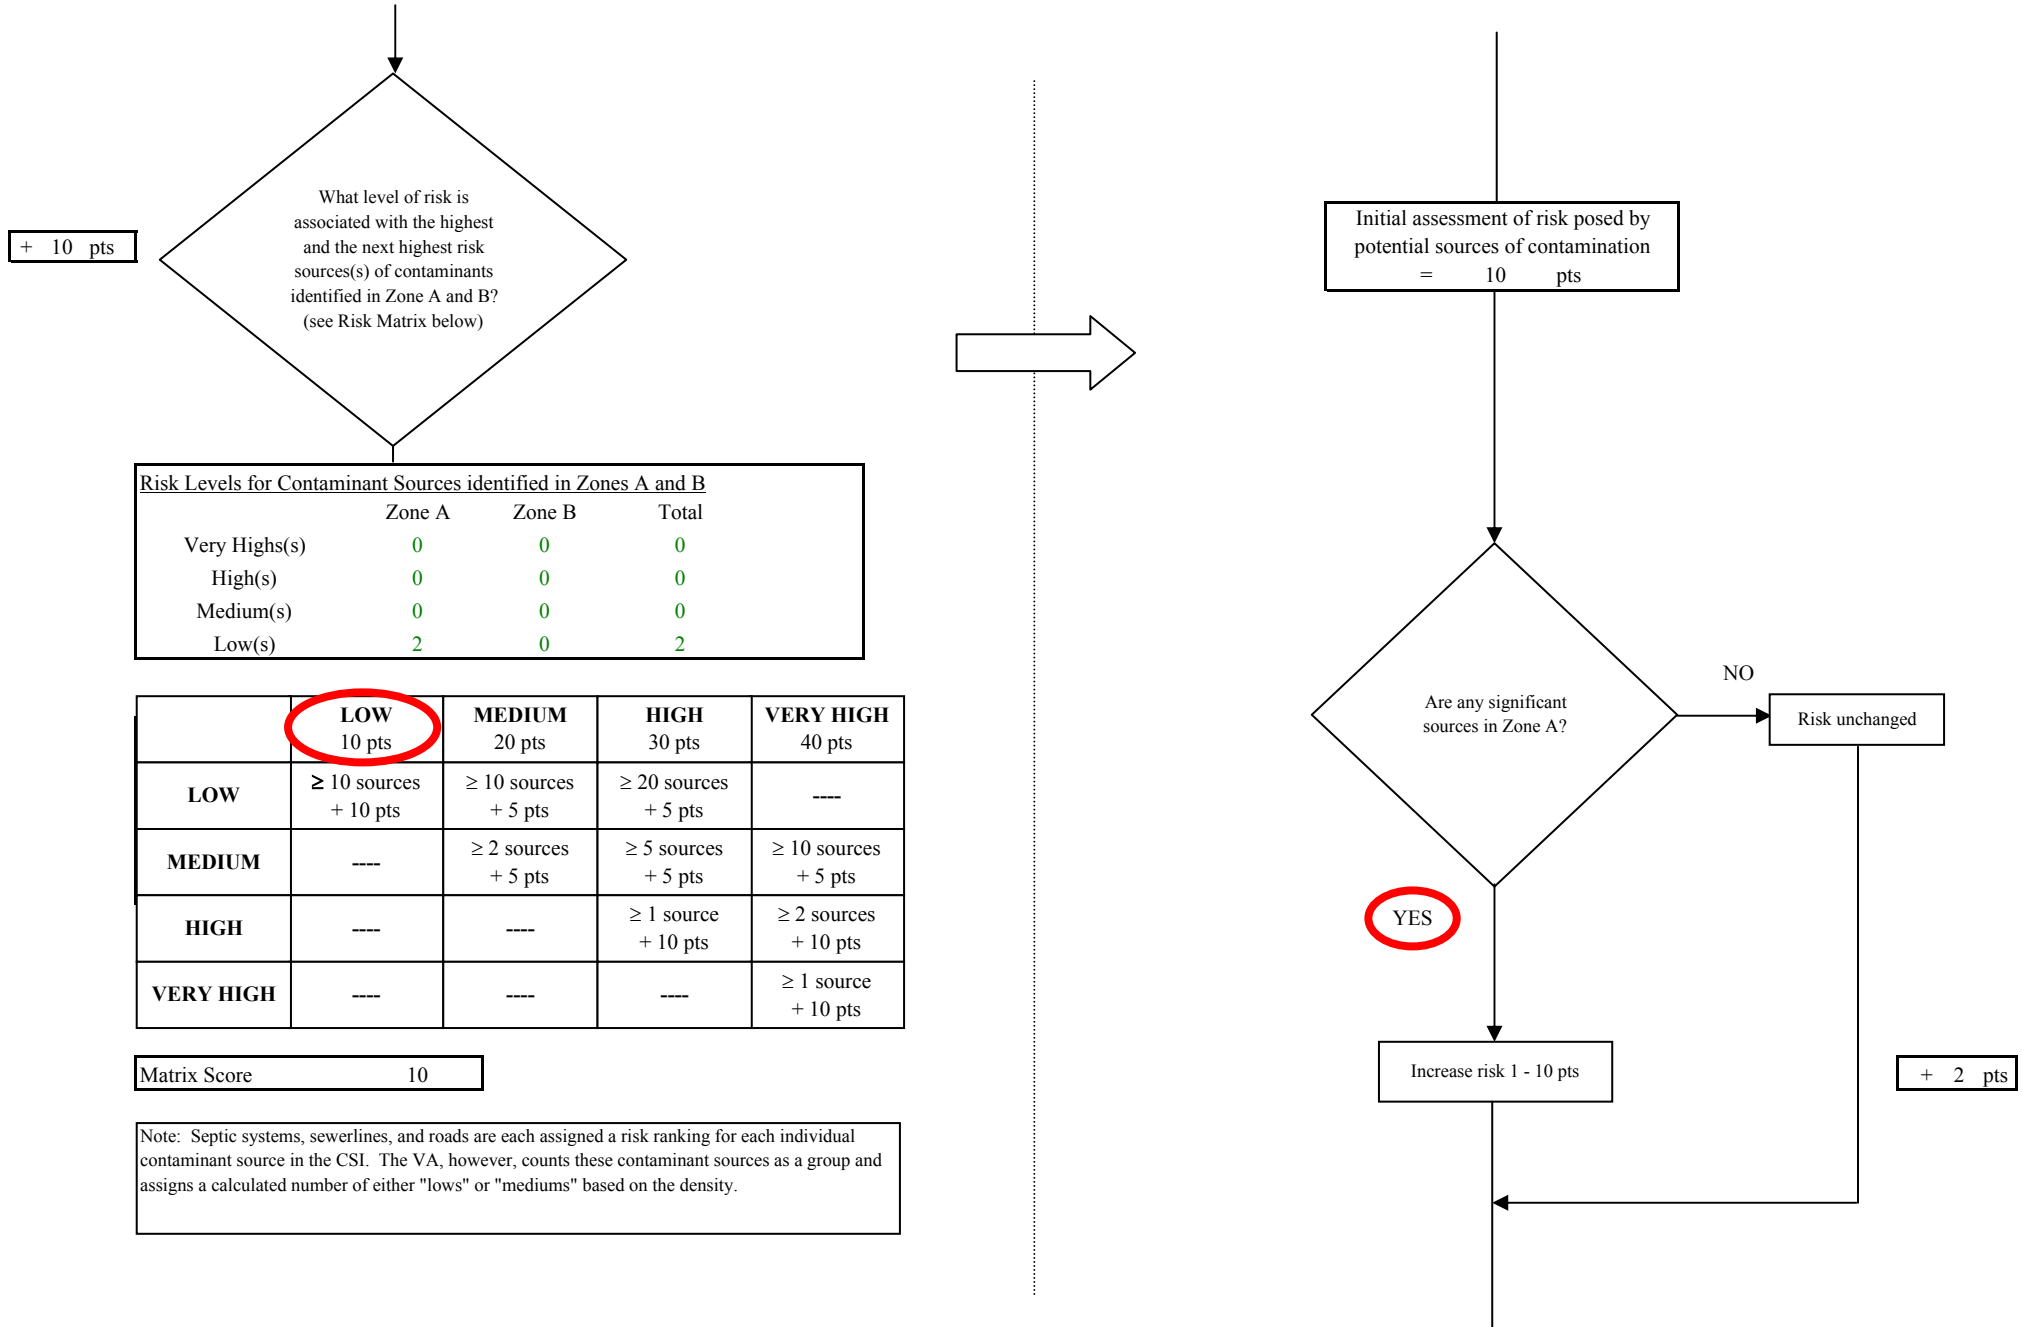 What level of risk is
associated with the highest
and the next highest risk
sources(s) of contaminants
identified in Zone A and B?
(see Risk Matrix below)
+ 10 pts
Risk Levels for Contaminant Sources identified in Zones A and B
Zone A Zone B Total
Very Highs(s) 0 0 0
High(s) 0 0 0
Medium(s) 0 0 0
Low(s) 2 0 2
LOW MEDIUM HIGH VERY HIGH
10 pts 20 pts 30 pts 40 pts
LOW ≥ 10 sources ≥ 10 sources ≥ 20 sources ----
+ 10 pts + 5 pts + 5 pts
MEDIUM ---- ≥ 2 sources ≥ 5 sources ≥ 10 sources
+ 5 pts + 5 pts + 5 pts
HIGH ---- ---- ≥ 1 source ≥ 2 sources
+ 10 pts + 10 pts
VERY HIGH ---- ---- ---- ≥ 1 source
+ 10 pts
Matrix Score 10
Note: Septic systems, sewerlines, and roads are each assigned a risk ranking for each individual
contaminant source in the CSI. The VA, however, counts these contaminant sources as a group and
assigns a calculated number of either "lows" or "mediums" based on the density.
Initial assessment of risk posed by
potential sources of contamination
= 10 pts
Are any significant
sources in Zone A?
NO
Risk unchanged
YES
Increase risk 1 - 10 pts
+ 2 pts